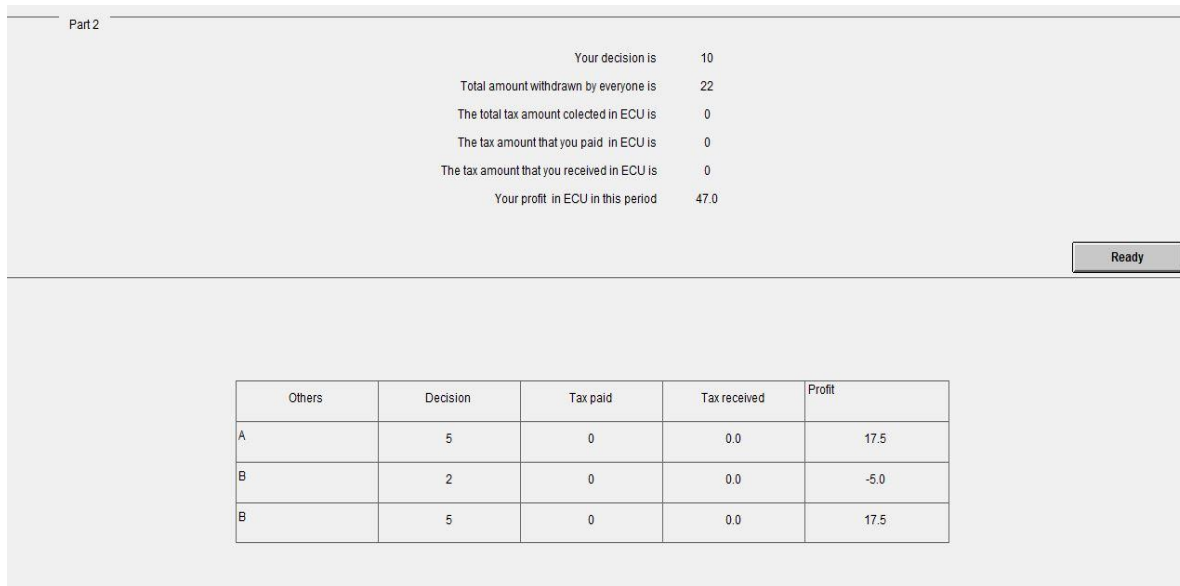 Part 2
Your decision is 10
Total amount withdrawn by everyone is 22
The total tax amount colected in ECU is 0
The tax amount that you paid in ECU is 0
The tax amount that you received in ECU is 0
Your profit in ECU in this period 47.0
Ready
Others Decision Tax paid Tax received Profit
A 5 0 0.0 17.5
B 2 0 0.0 -5.0
B 5 0 0.0 17.5